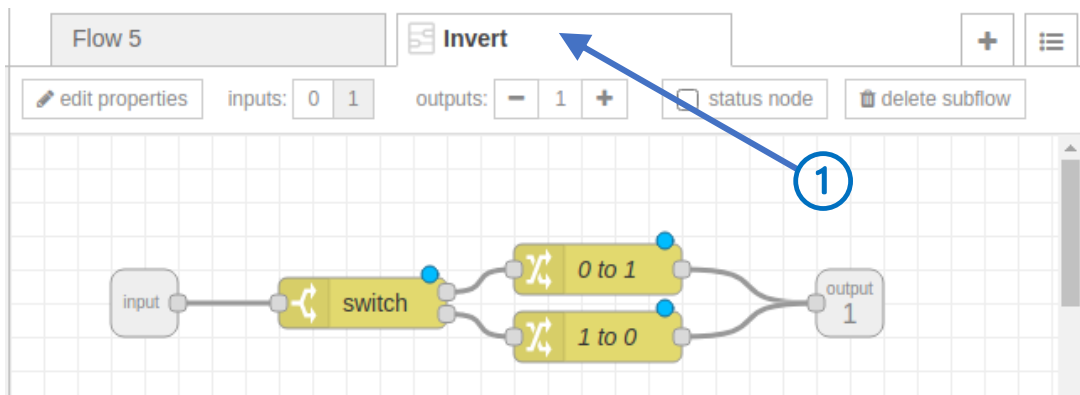 Flow 5
Invert
edit properties
inputs: 0 1
outputs: − 1 +
status node
delete subflow
1
input
switch
0 to 1
1 to 0
output
1